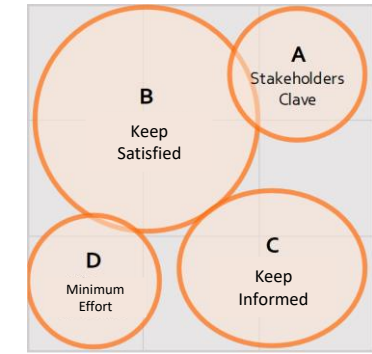 A
Stakeholders
Clave
B
Keep
Satisfied
C
Keep
Informed
D
Minimum
Effort